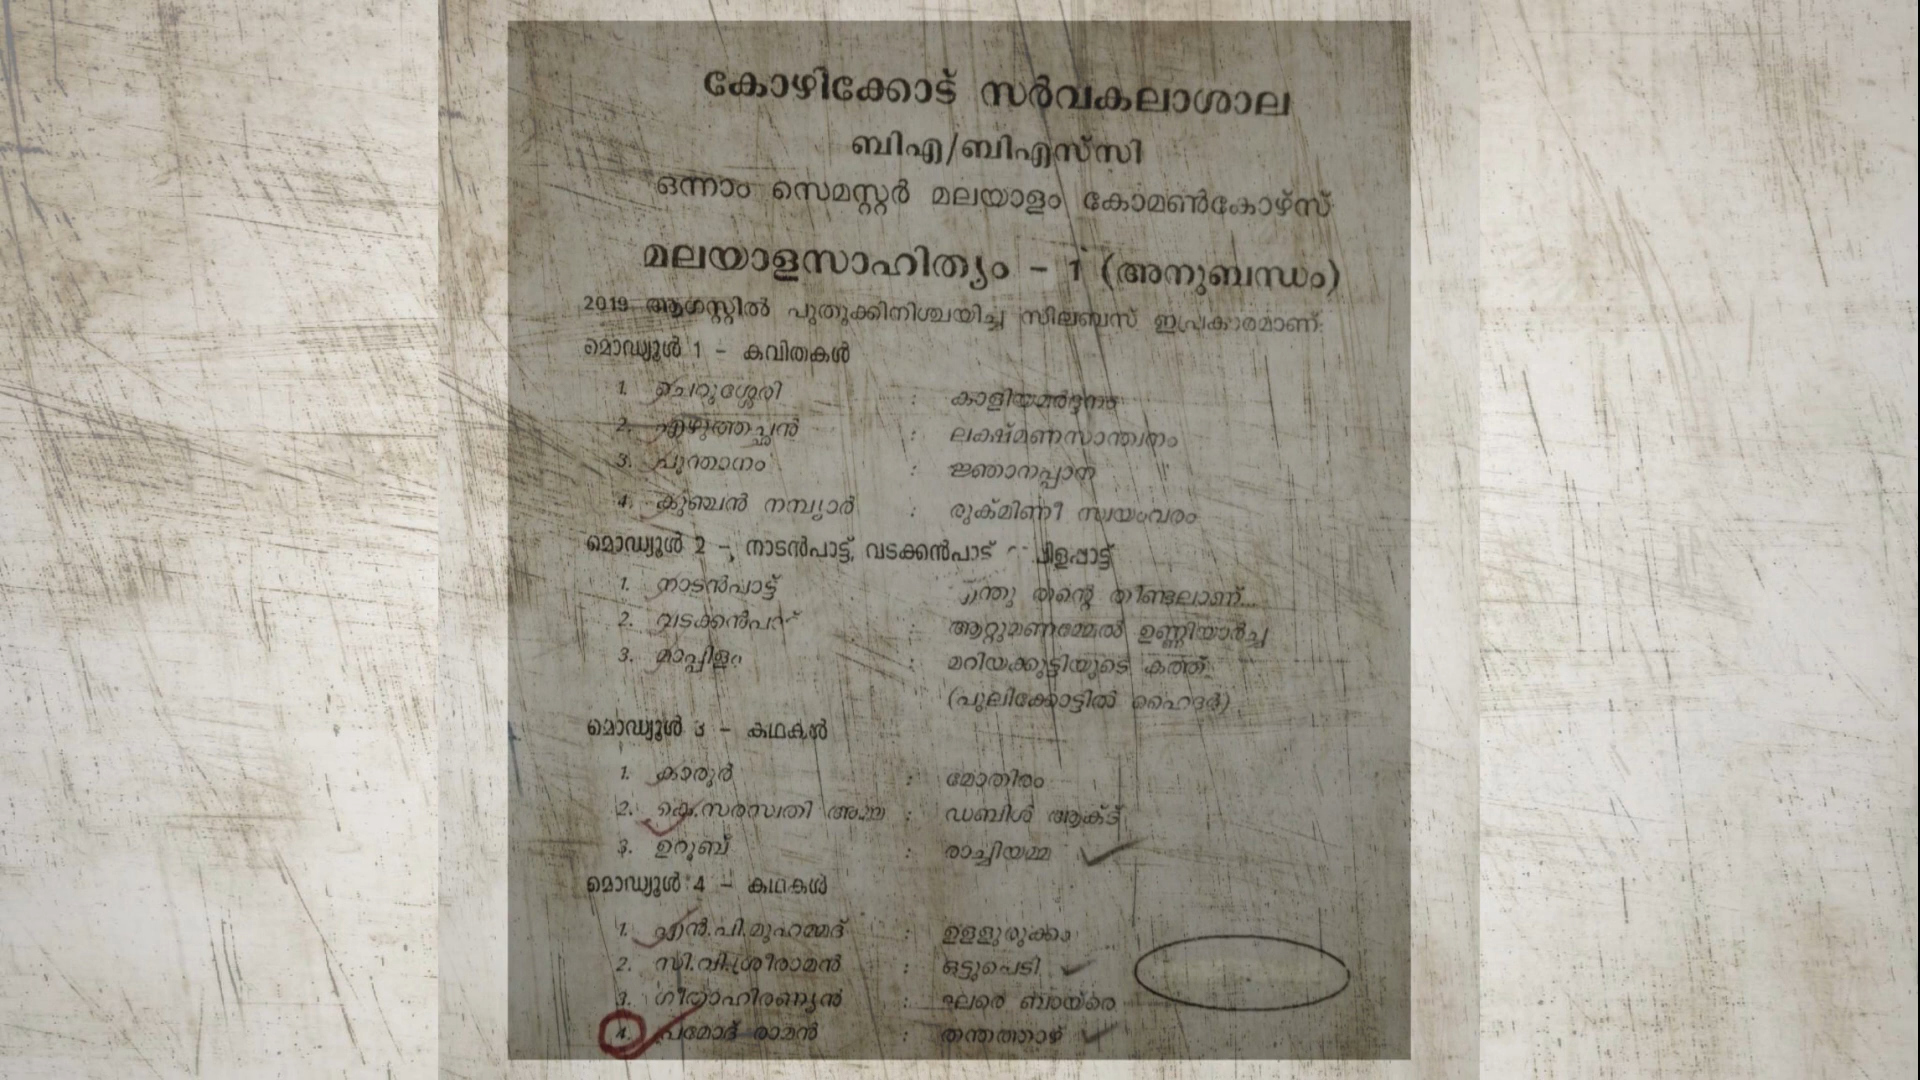 കോഴിക്കോട് സർവകലാശാല
ബിഎ/ബിഎസ്‌സി
ഒന്നാം സെമസ്റ്റർ മലയാളം കോമൺകോഴ്സ്
മലയാളസാഹിത്യം - 1 (അനുബന്ധം)
2019 ആഗസ്റ്റിൽ പുതുക്കിനിശ്ചയിച്ച സിലബസ് ഇപ്രകാരമാണ്:
മൊഡ്യൂൾ 1 - കവിതകൾ
1. ചെറുശ്ശേരി : കാളിയമർദ്ദനം
2. എഴുത്തച്ഛൻ : ലക്ഷ്മണസാന്ത്വനം
3. പൂന്താനം : ജ്ഞാനപ്പാന
4. കുഞ്ചൻ നമ്പ്യാർ : രുക്മിണീ സ്വയംവരം
മൊഡ്യൂൾ 2 - നാടൻപാട്ട്, വടക്കൻപാട്
1. നാടൻപാട്ട് തീണ്ടലാണ്...
2. : ആറ്റുമണമ്മേൽ ഉണ്ണിയാർച്ച
3. : മറിയക്കുട്ടിയുടെ കത്ത്
(പുലിക്കോട്ടിൽ ഹൈദർ)
മൊഡ്യൂൾ 3 - കഥകൾ
1. കാരൂർ : മോതിരം
2. കെ.സരസ്വതി അമ്മ : ഡബിൾ ആക്ട്
3. ഉറൂബ് : രാച്ചിയമ്മ
മൊഡ്യൂൾ 4 - കഥകൾ
1. എൻ.പി.മുഹമ്മദ് : ഉള്ളുരുക്കം
2. സി.വി.ശ്രീരാമൻ : ഒട്ടുപെടി
3. ഗീതാഹിരണ്യൻ : ബായ്‌രെ
4. പ്രമോദ് രാമൻ : തന്തത്താഴ്